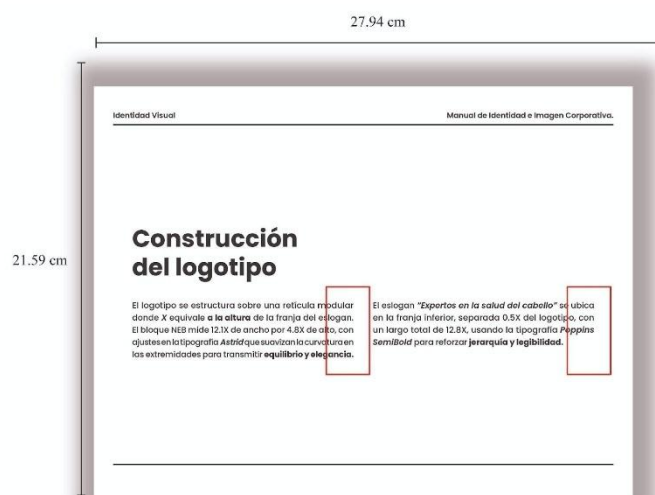 27.94 cm
21.59 cm
Identidad Visual
Manual de Identidad e Imagen Corporativa.
Construcción
del logotipo
El logotipo se estructura sobre una retícula modular
donde X equivale a la altura de la franja del eslogan.
El bloque NEB mide 12.1X de ancho por 4.8X de alto, con
ajustes en la tipografía Astrid que suavizan la curvatura en
las extremidades para transmitir equilibrio y elegancia.
El eslogan "Expertos en la salud del cabello" se ubica
en la franja inferior, separada 0.5X del logotipo, con
un largo total de 12.8X, usando la tipografía Poppins
SemiBold para reforzar jerarquía y legibilidad.